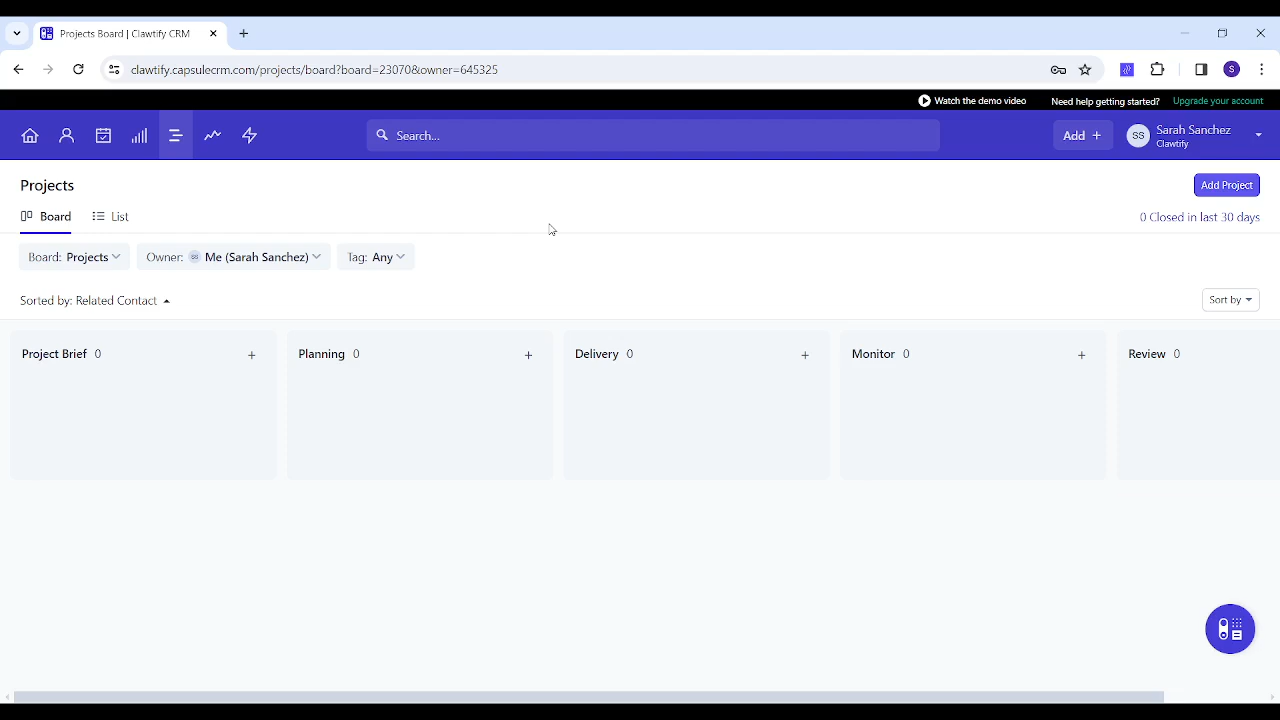 Projects Board | Clawtify CRM
clawtify.capsulecrm.com/projects/board?board=23070&owner=645325
S
Watch the demo video Need help getting started? Upgrade your account
Search...
Add +
SS
Sarah Sanchez
Clawtify
Projects
Add Project
Board List
0 Closed in last 30 days
Board: Projects Owner: SS Me (Sarah Sanchez) Tag: Any
Sorted by: Related Contact
Sort by
Project Brief 0 + Planning 0 + Delivery 0 + Monitor 0 + Review 0